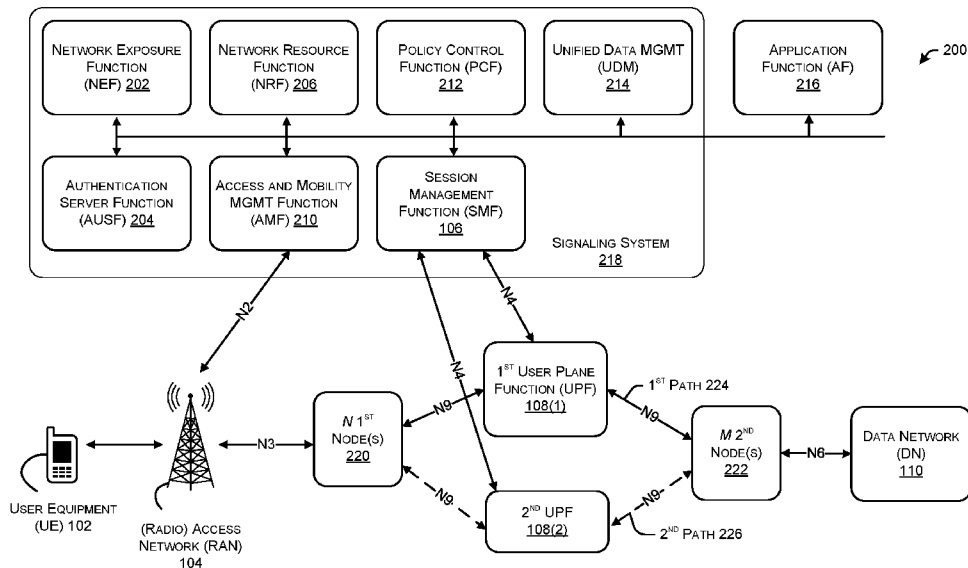 200
NETWORK EXPOSURE
FUNCTION
(NEF) 202
NETWORK RESOURCE
FUNCTION
(NRF) 206
POLICY CONTROL
FUNCTION (PCF)
212
UNIFIED DATA MGMT
(UDM)
214
APPLICATION
FUNCTION (AF)
216
AUTHENTICATION
SERVER FUNCTION
(AUSF) 204
ACCESS AND MOBILITY
MGMT FUNCTION
(AMF) 210
SESSION
MANAGEMENT
FUNCTION (SMF)
106
SIGNALING SYSTEM
218
N2
N4
N4
1ST USER PLANE
FUNCTION (UPF)
108(1)
1ST PATH 224
N9
N9
N 1ST
NODE(S)
220
M 2ND
NODE(S)
222
DATA NETWORK
(DN)
110
N3
N6
N9
N9
2ND UPF
108(2)
2ND PATH 226
USER EQUIPMENT
(UE) 102
(RADIO) ACCESS
NETWORK (RAN)
104